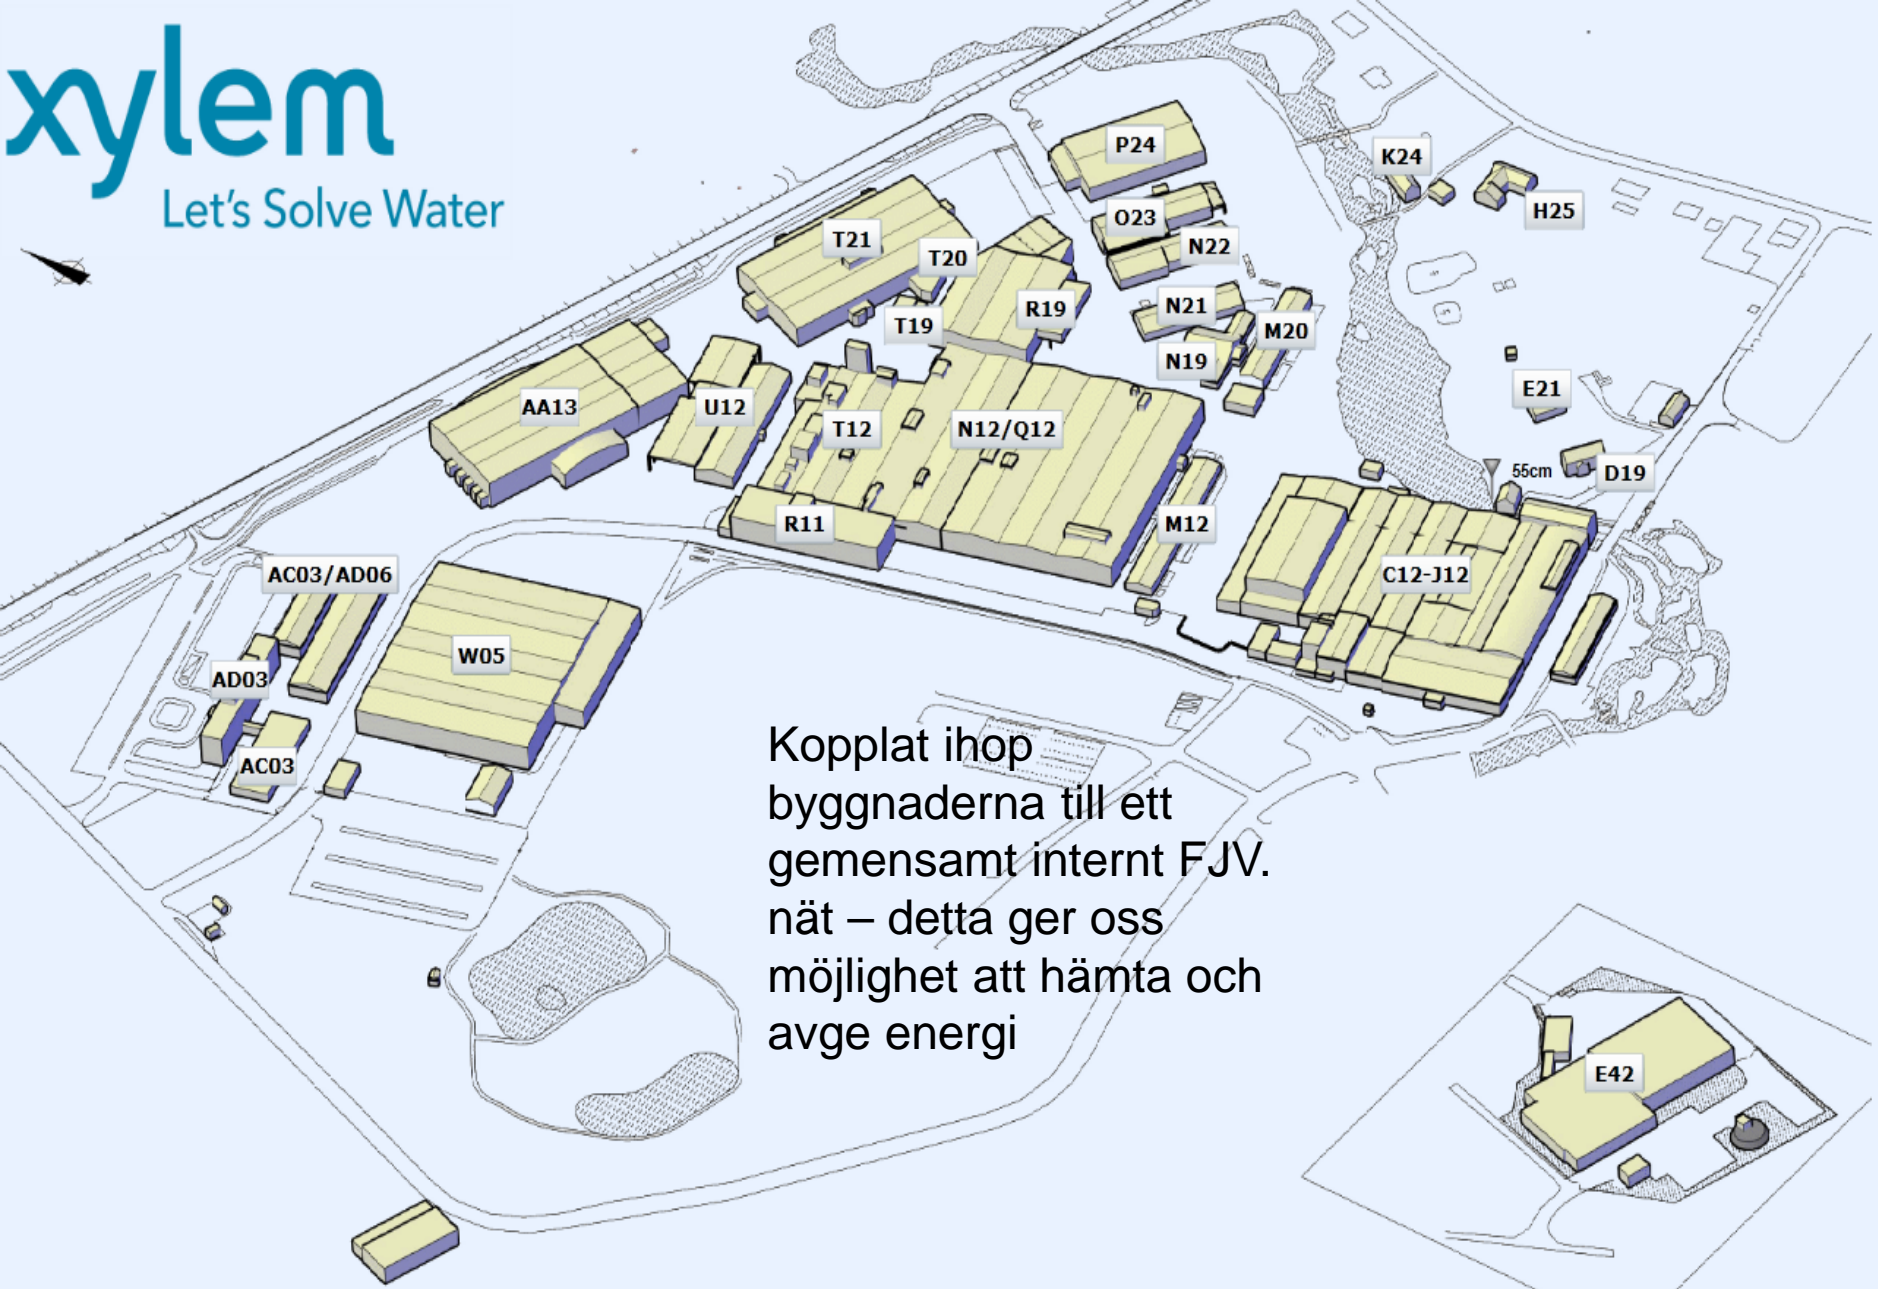 xylem
Let's Solve Water
P24
K24
H25
O23
T21
N22
T20
N21
R19
T19
M20
N19
E21
AA13
U12
T12
N12/Q12
55cm
D19
R11
M12
AC03/AD06
C12-J12
W05
AD03
AC03
Kopplat ihop
byggnaderna till ett
gemensamt internt FJV.
nät – detta ger oss
möjlighet att hämta och
avge energi
E42